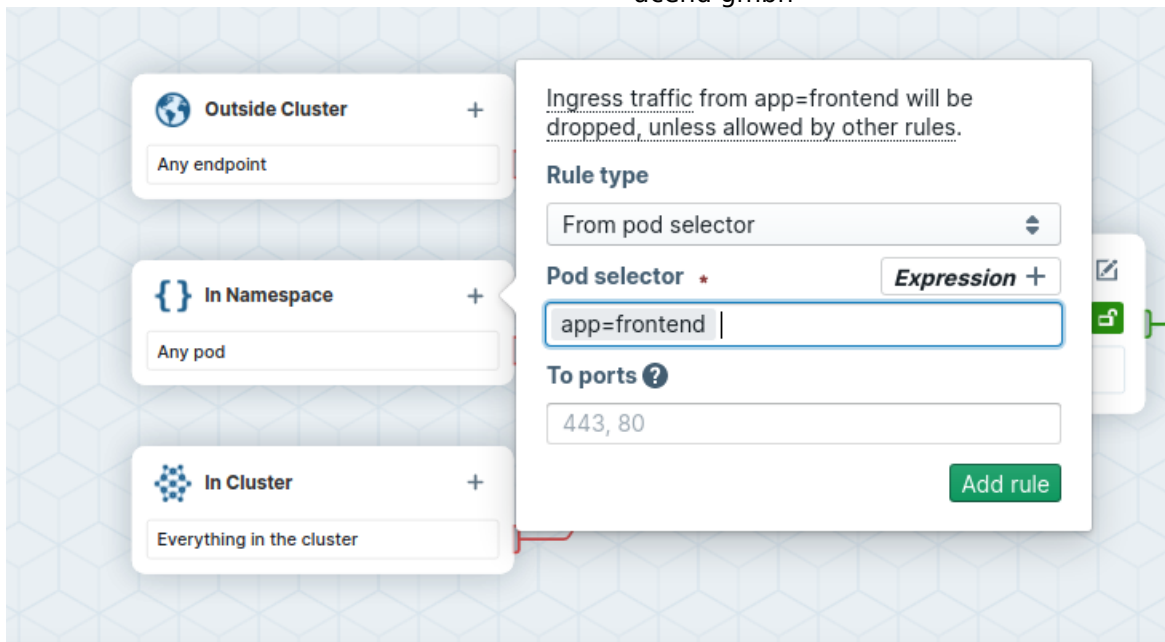 acend gmbh
Outside Cluster
Any endpoint
In Namespace
Any pod
In Cluster
Everything in the cluster
Ingress traffic from app=frontend will be
dropped, unless allowed by other rules.
Rule type
From pod selector
Pod selector *
Expression +
app=frontend
To ports ?
443, 80
Add rule